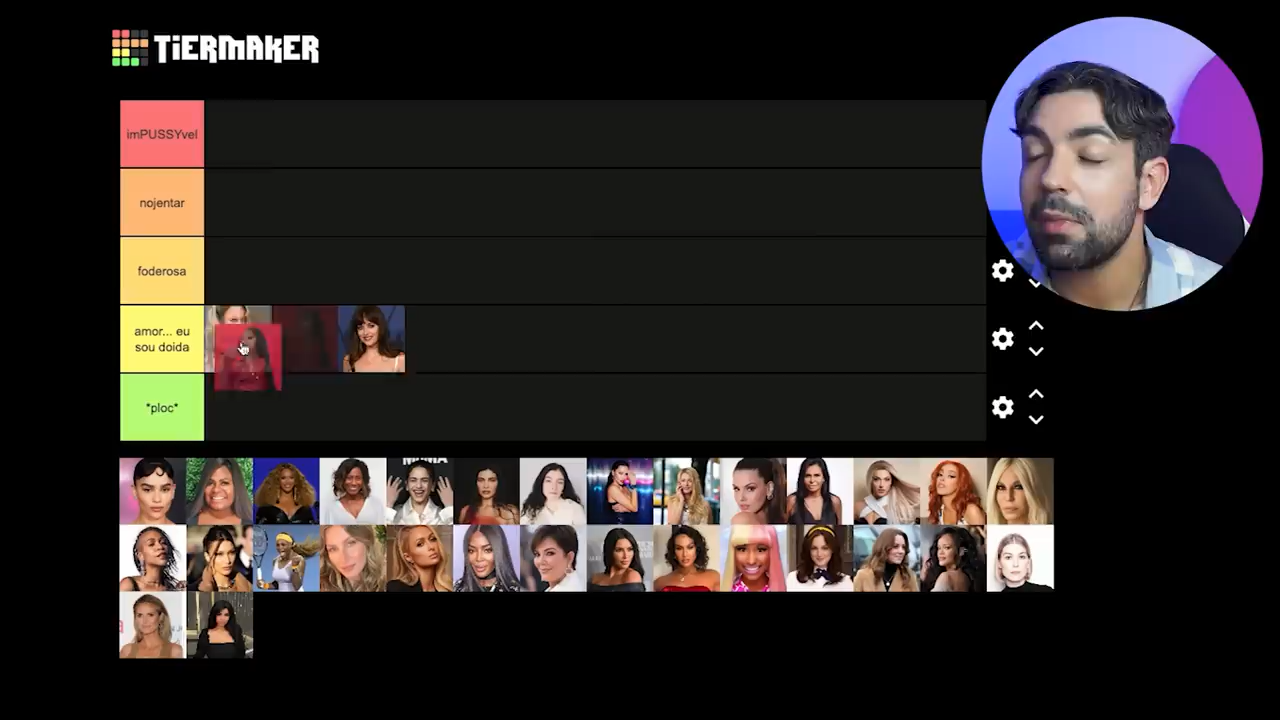 TiERMAKER
imPUSSYvel
nojentar
foderosa
amor... eu
sou doida
*ploc*